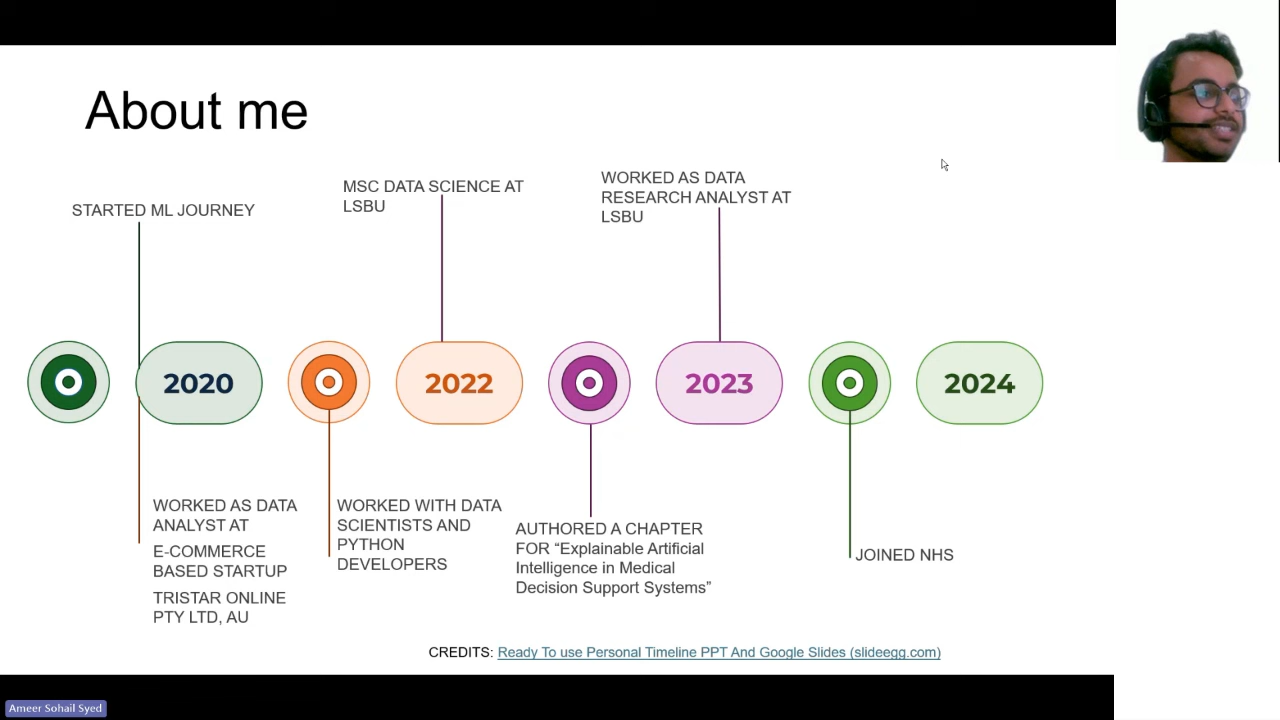 About me
STARTED ML JOURNEY
MSC DATA SCIENCE AT
LSBU
WORKED AS DATA
RESEARCH ANALYST AT
LSBU
2020
2022
2023
2024
WORKED AS DATA
ANALYST AT
E-COMMERCE
BASED STARTUP
TRISTAR ONLINE
PTY LTD, AU
WORKED WITH DATA
SCIENTISTS AND
PYTHON
DEVELOPERS
AUTHORED A CHAPTER
FOR “Explainable Artificial
Intelligence in Medical
Decision Support Systems”
JOINED NHS
CREDITS: Ready To use Personal Timeline PPT And Google Slides (slideegg.com)
Ameer Sohail Syed